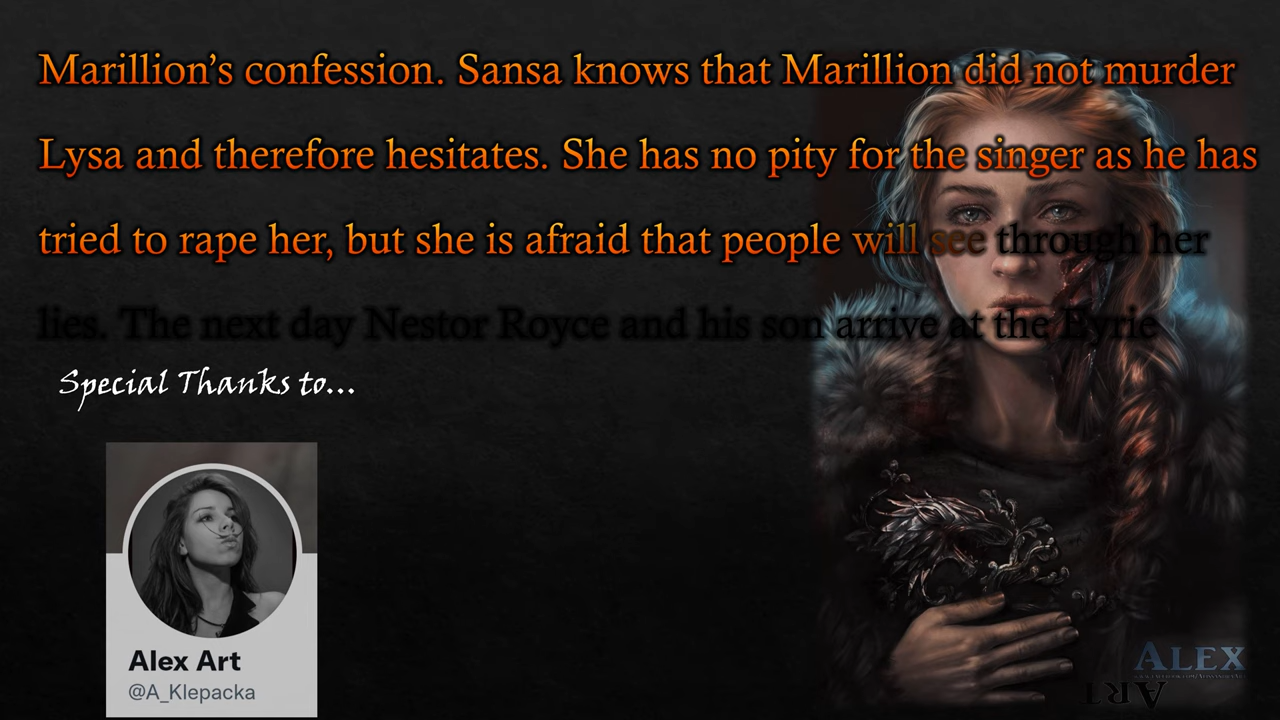 Marillion’s confession. Sansa knows that Marillion did not murder
Lysa and therefore hesitates. She has no pity for the singer as he has
tried to rape her, but she is afraid that people will see through her
lies. The next day Nestor Royce and his son arrive at the Eyrie
Special Thanks to...
Alex Art
@A_Klepacka
ALEX
ART